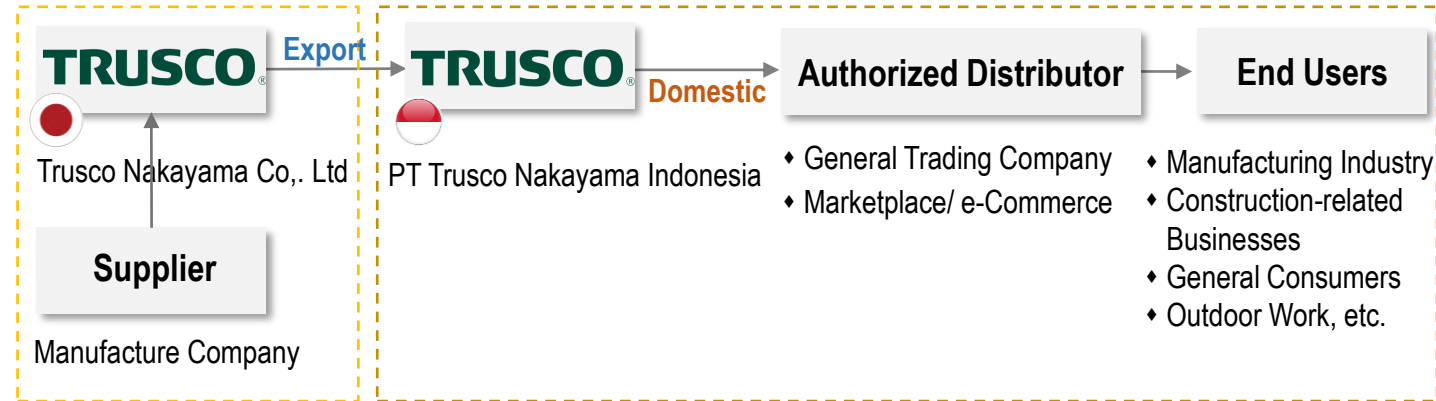 TRUSCO®
Export
TRUSCO®
Domestic
Authorized Distributor
End Users
Trusco Nakayama Co,. Ltd
PT Trusco Nakayama Indonesia
♦ General Trading Company
♦ Marketplace/ e-Commerce
♦ Manufacturing Industry
♦ Construction-related
Businesses
♦ General Consumers
♦ Outdoor Work, etc.
Supplier
Manufacture Company